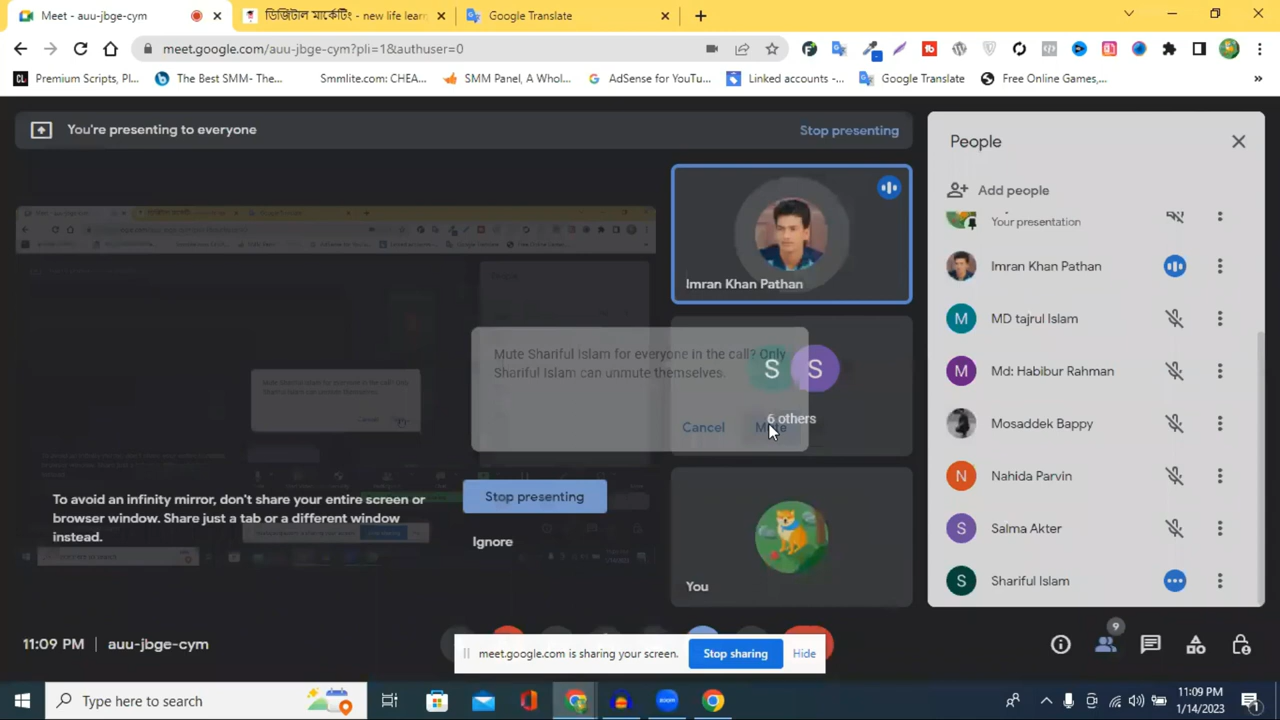 Meet - auu-jbge-cym
ডিজিটাল মার্কেটিং - new life lear
Google Translate
meet.google.com/auu-jbge-cym?pli=1&authuser=0
Premium Scripts, Pl...
The Best SMM- The...
Smmlite.com: CHEA...
SMM Panel, A Whol...
AdSense for YouTu...
Linked accounts -...
Google Translate
Free Online Games,...
You're presenting to everyone
Stop presenting
People
Add people
Your presentation
Imran Khan Pathan
Imran Khan Pathan
MD tajrul Islam
Mute Shariful Islam for everyone in the call? Only
Shariful Islam can unmute themselves.
S
S
6 others
Cancel
M
Md: Habibur Rahman
M
Mosaddek Bappy
N
Nahida Parvin
S
Salma Akter
S
Shariful Islam
M
To avoid an infinity mirror, don't share your entire screen or
browser window. Share just a tab or a different window
instead.
Stop presenting
Ignore
You
11:09 PM | auu-jbge-cym
meet.google.com is sharing your screen.
Stop sharing
Hide
9
Type here to search
zoom
11:09 PM
1/14/2023
1